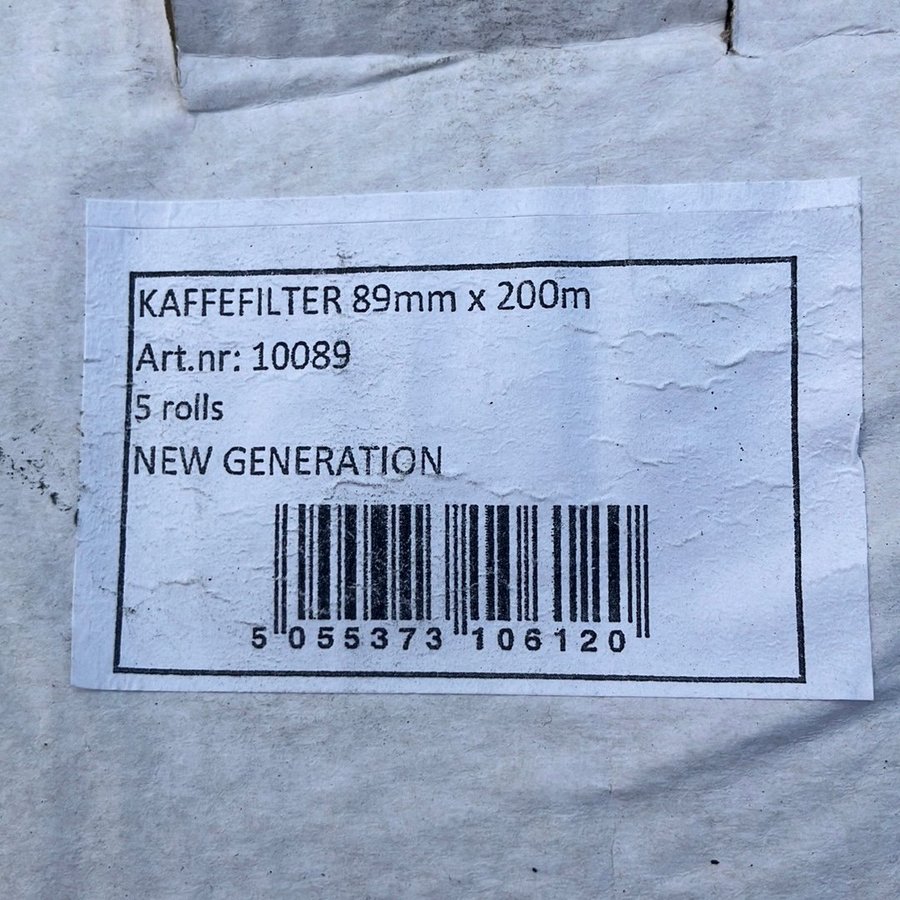 KAFFEFILTER 89mm x 200m
Art.nr: 10089
5 rolls
NEW GENERATION
5 055373 106120